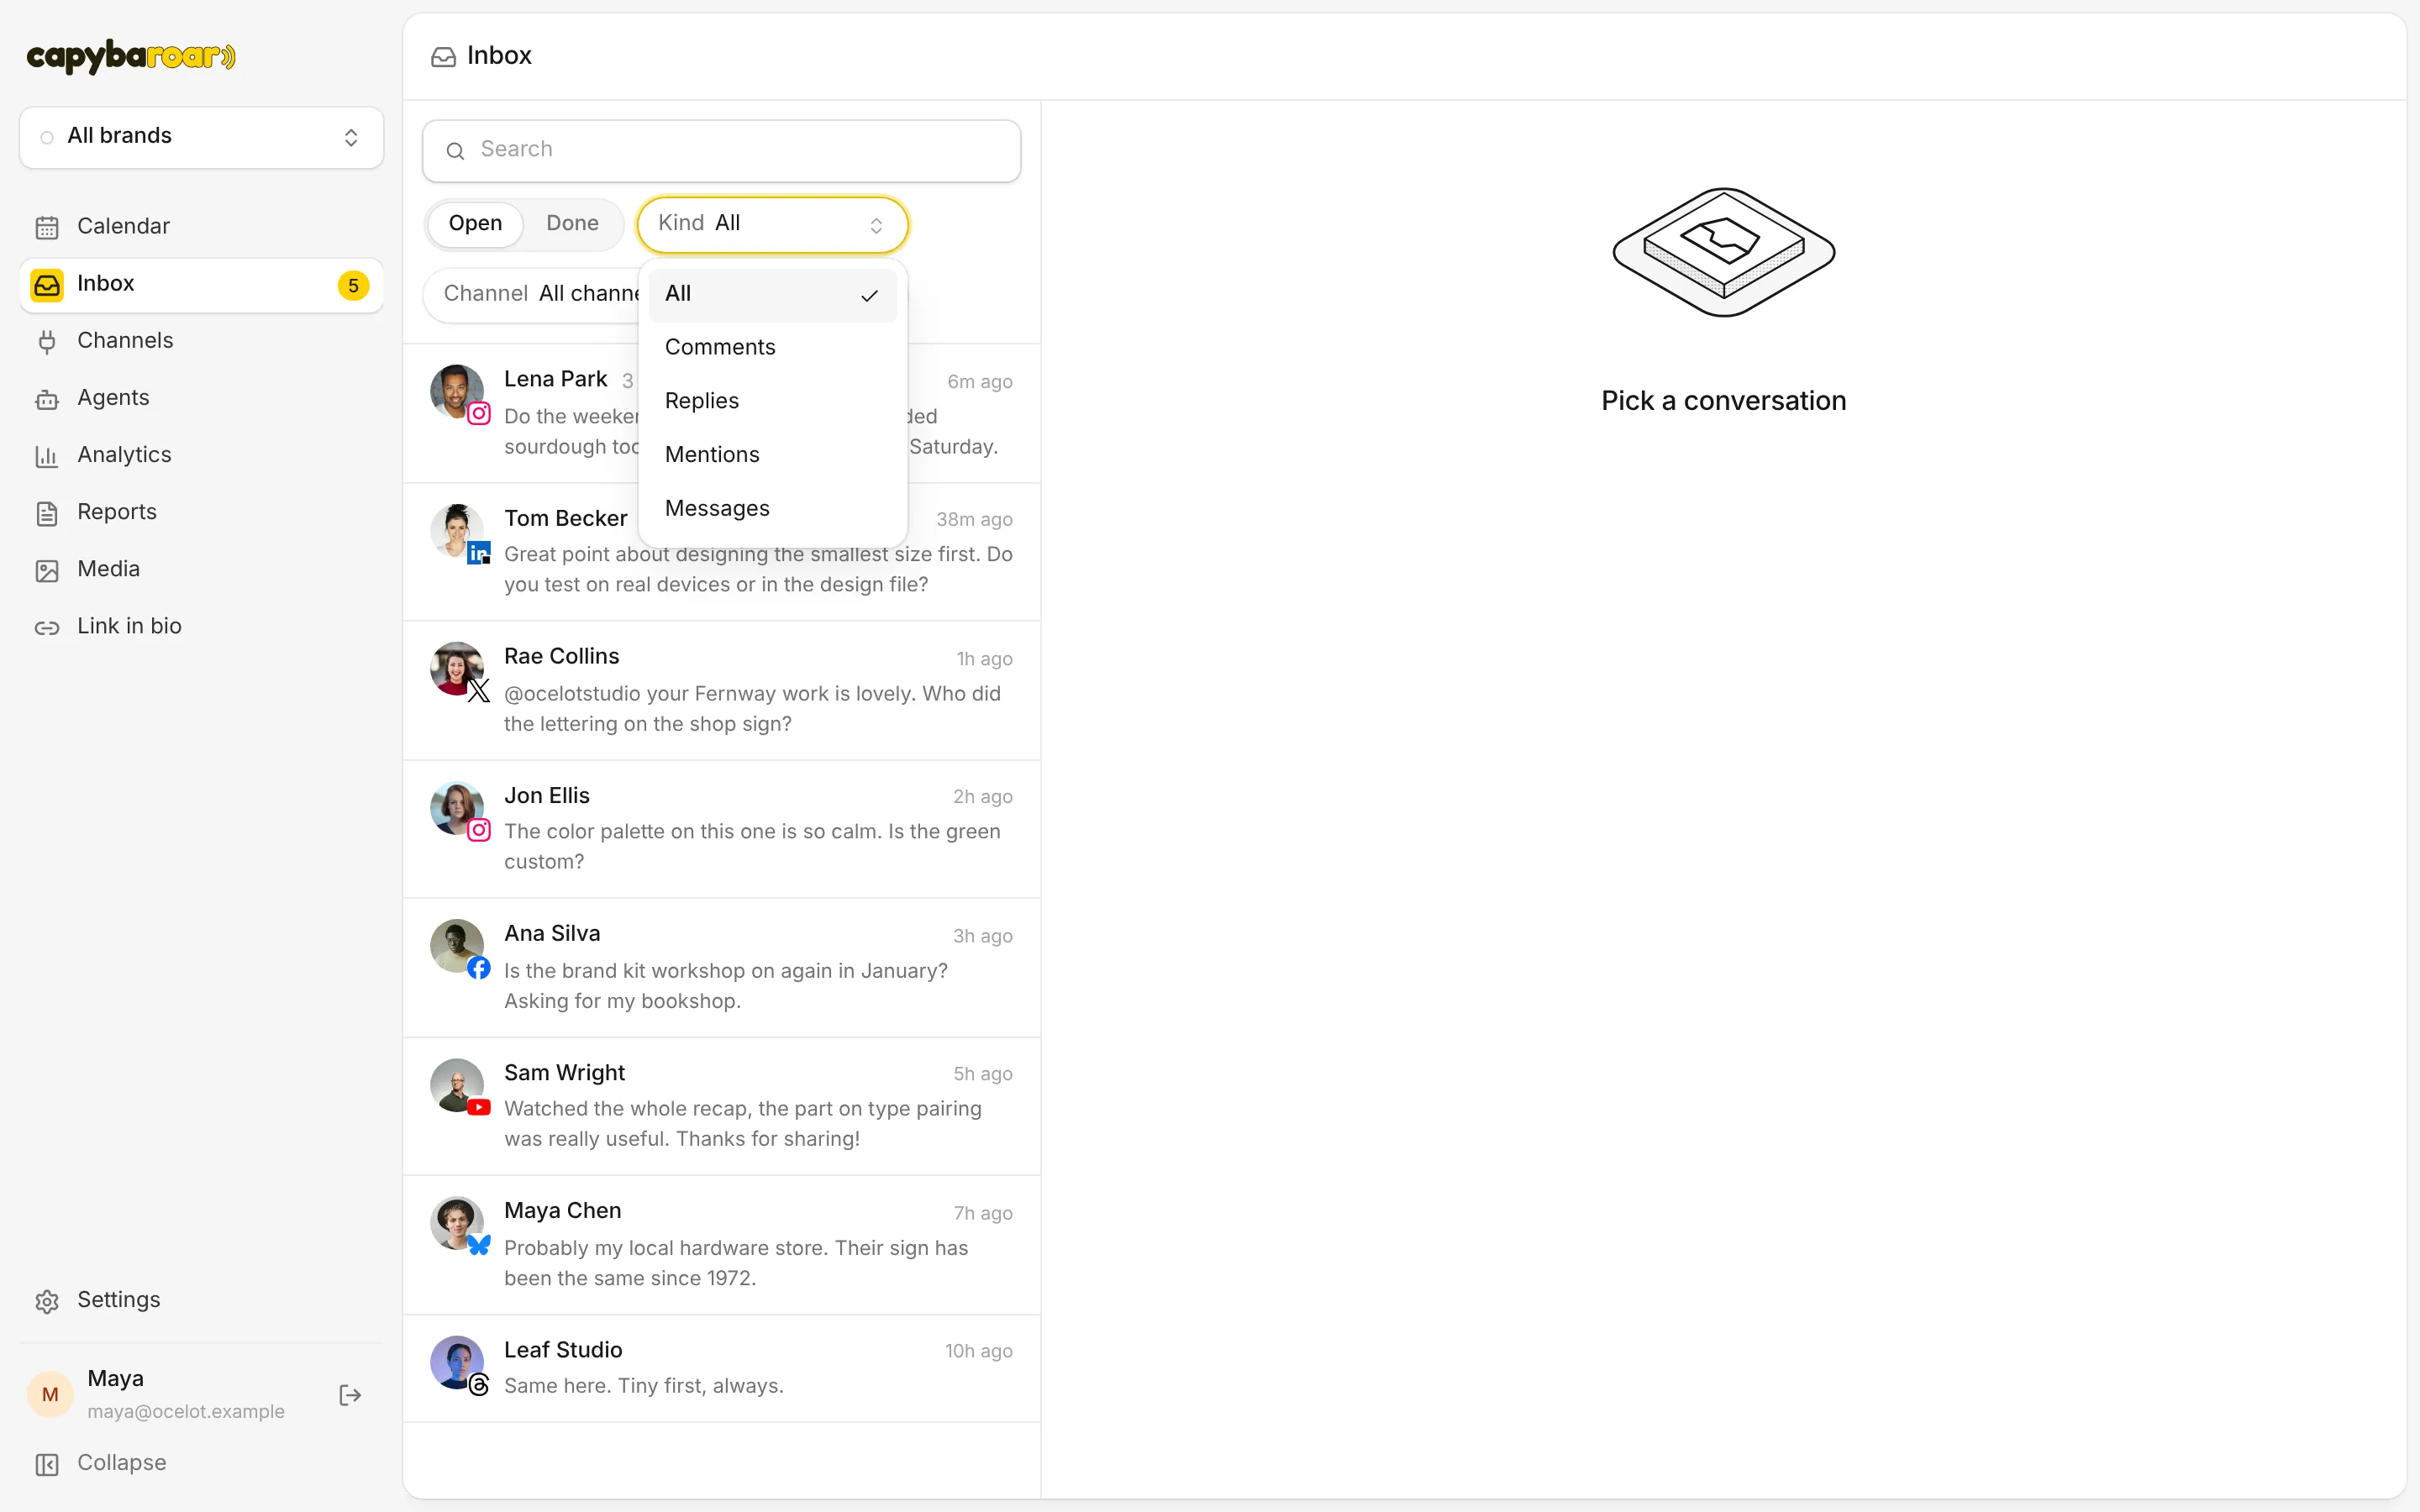 capybaroar
All brands
Calendar
Inbox
5
Channels
Agents
Analytics
Reports
Media
Link in bio
Settings
M
Maya
maya@ocelot.example
Collapse
Inbox
Search
Open
Done
Kind All
Channel All
All
Comments
Replies
Mentions
Messages
Lena Park 3
6m ago
Do the
sourdough
Saturday.
Tom Becker
38m ago
Great point about designing the smallest size first. Do
you test on real devices or in the design file?
Rae Collins
1h ago
@ocelotstudio your Fernway work is lovely. Who did
the lettering on the shop sign?
Jon Ellis
2h ago
The color palette on this one is so calm. Is the green
custom?
Ana Silva
3h ago
Is the brand kit workshop on again in January?
Asking for my bookshop.
Sam Wright
5h ago
Watched the whole recap, the part on type pairing
was really useful. Thanks for sharing!
Maya Chen
7h ago
Probably my local hardware store. Their sign has
been the same since 1972.
Leaf Studio
10h ago
Same here. Tiny first, always.
Pick a conversation